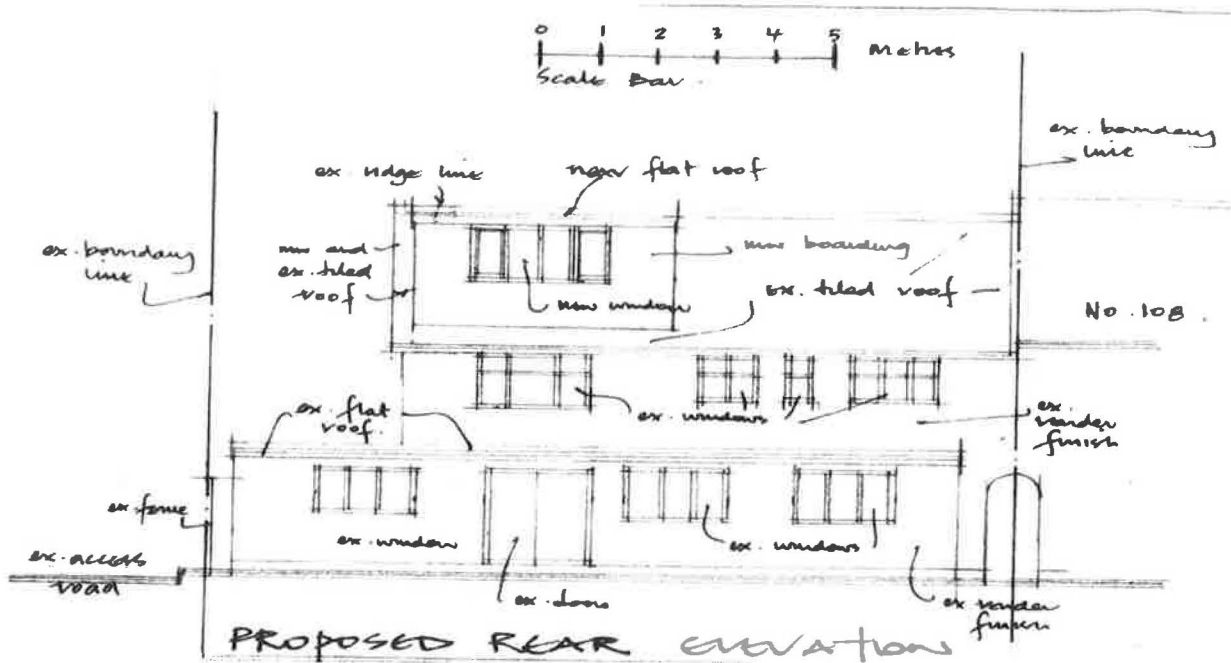 0 1 2 3 4 5 Metres
Scale Bar
ex. boundary
line
ex ridge line
new flat roof
ex. boundary
line
new end
ex. tiled
roof
new window
new boarding
ex. tiled roof
No. 108
ex. flat
roof.
ex. windows
ex
render
finish
ex. fence
ex. access
road
ex. window
ex. doors
ex. windows
ex render
finish
PROPOSED REAR ELEVATION